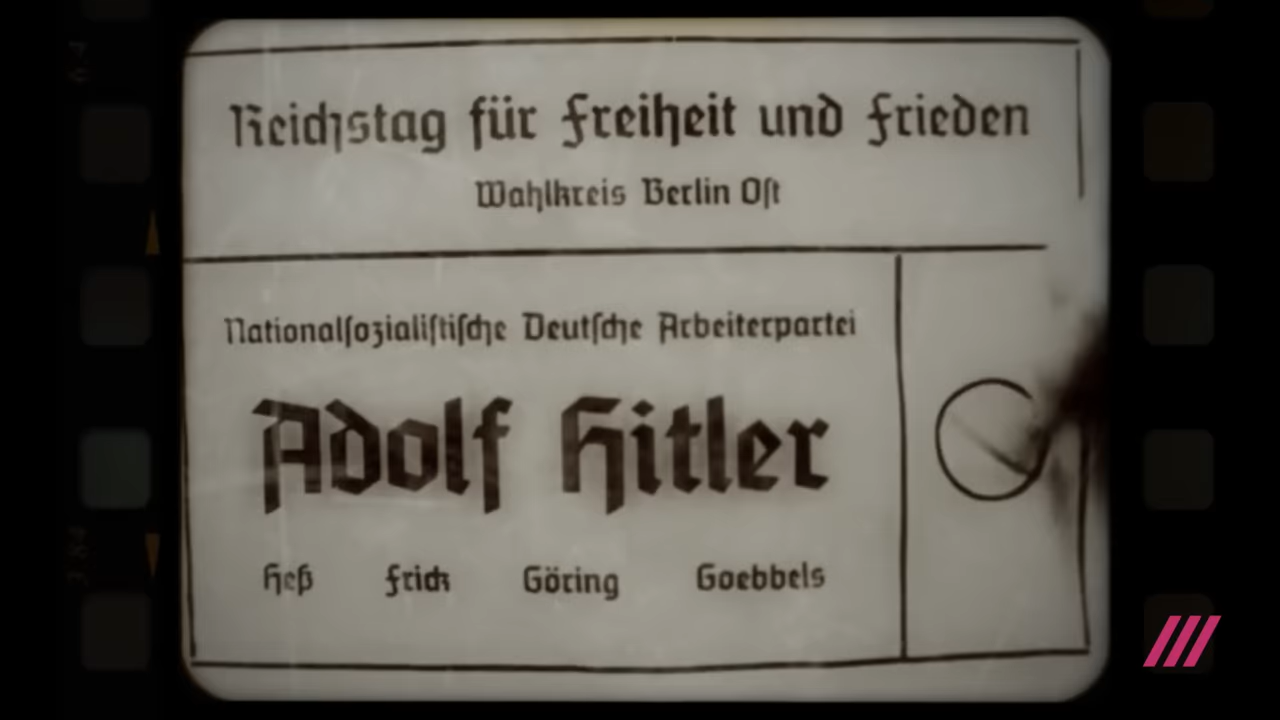 Reichstag für Freiheit und Frieden
Wahlkreis Berlin Oſt
Nationalſozialiſtiſche Deutſche Arbeiterpartei
Adolf Hitler
Heß Frick Göring Goebbels